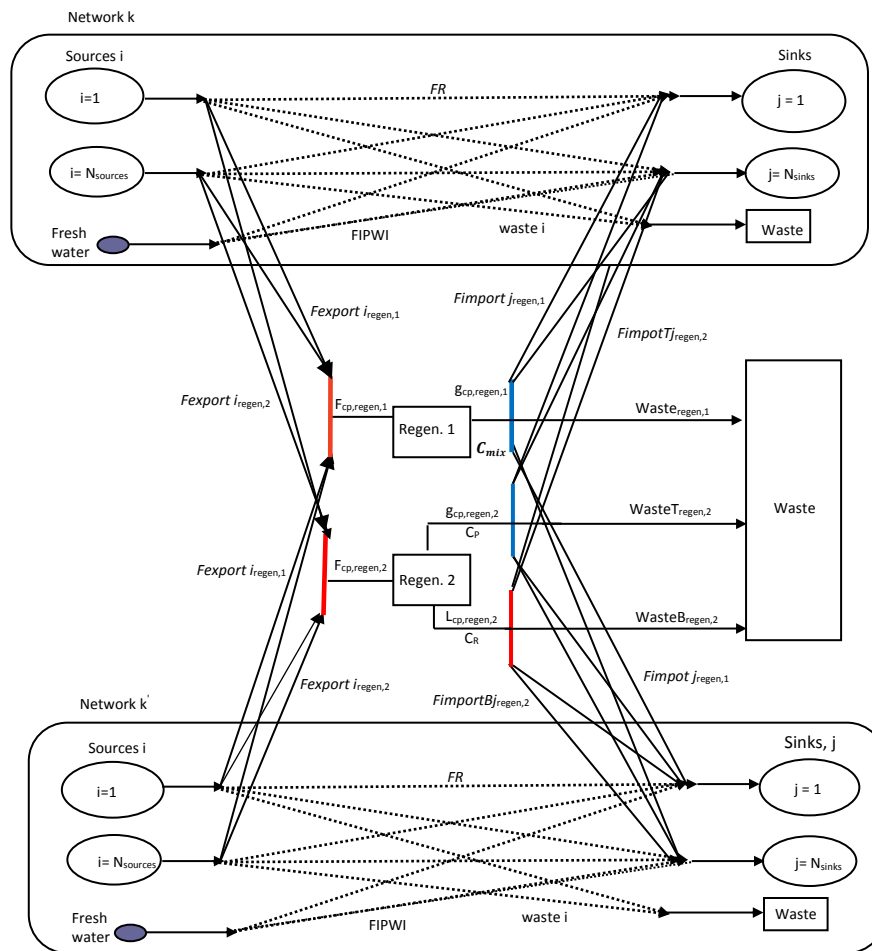 Network k
Sources i
Sinks
i=1
FR
j = 1
i= Nsources
j= Nsinks
Fresh
water
FIPWI
waste i
Waste
Fexport iregen,1
Fimport jregen,1
FimpotTjregen,2
Fexport iregen,2
Fcp,regen,1
gcp,regen,1
Regen. 1
Cmix
Wasteregen,1
Waste
gcp,regen,2
CP
WasteTregen,2
Fexport iregen,1
Fcp,regen,2
Regen. 2
Lcp,regen,2
CR
WasteBregen,2
Fexport iregen,2
FimportBjregen,2
Fimpot jregen,1
Network k'
Sources i
Sinks, j
i=1
FR
j = 1
i= Nsources
j= Nsinks
Fresh
water
FIPWI
waste i
Waste